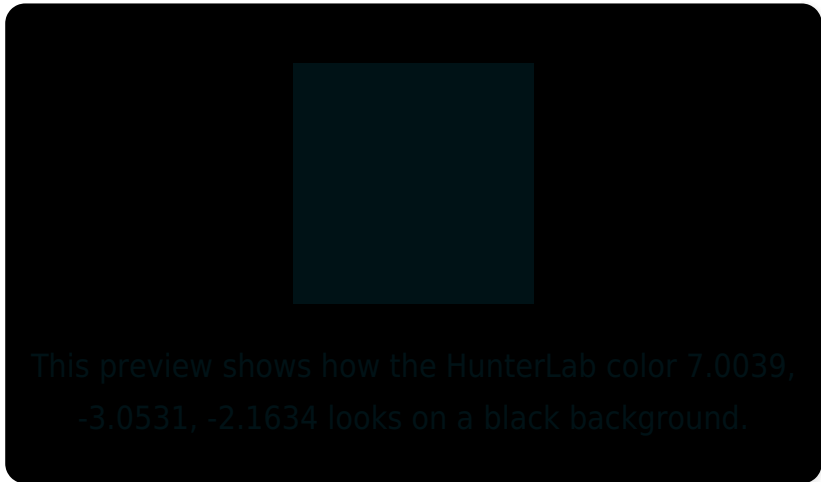 This preview shows how the HunterLab color 7.0039,
-3.0531, -2.1634 looks on a black background.